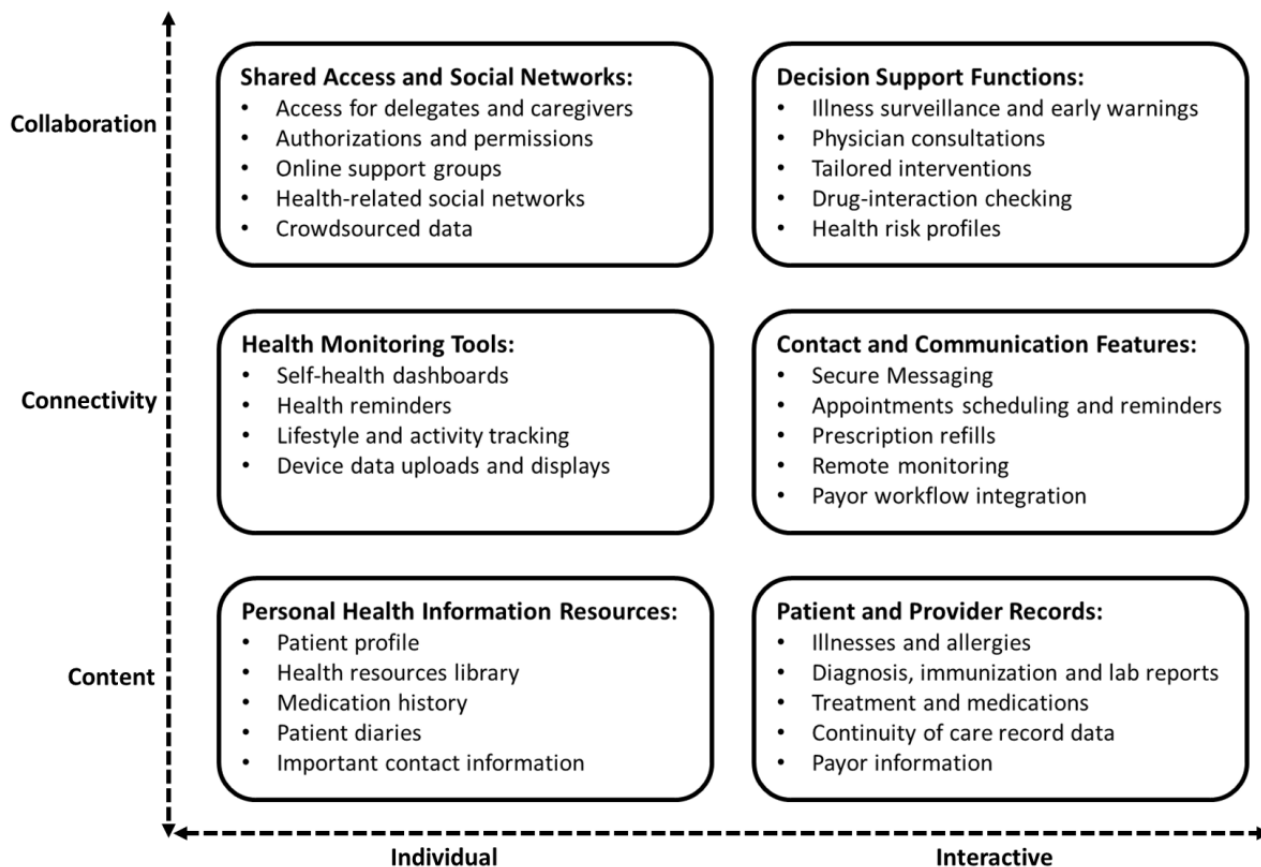 Collaboration
Shared Access and Social Networks:
• Access for delegates and caregivers
• Authorizations and permissions
• Online support groups
• Health-related social networks
• Crowdsourced data
Decision Support Functions:
• Illness surveillance and early warnings
• Physician consultations
• Tailored interventions
• Drug-interaction checking
• Health risk profiles
Connectivity
Health Monitoring Tools:
• Self-health dashboards
• Health reminders
• Lifestyle and activity tracking
• Device data uploads and displays
Contact and Communication Features:
• Secure Messaging
• Appointments scheduling and reminders
• Prescription refills
• Remote monitoring
• Payor workflow integration
Content
Personal Health Information Resources:
• Patient profile
• Health resources library
• Medication history
• Patient diaries
• Important contact information
Patient and Provider Records:
• Illnesses and allergies
• Diagnosis, immunization and lab reports
• Treatment and medications
• Continuity of care record data
• Payor information
Individual
Interactive